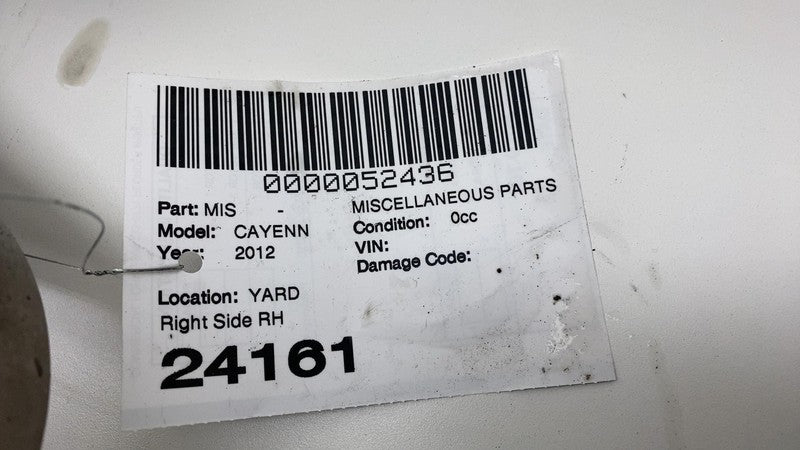 0000052436
Part: MIS - MISCELLANEOUS PARTS
Model: CAYENN Condition: 0cc
Year: 2012 VIN:
Damage Code:
Location: YARD
Right Side RH
24161